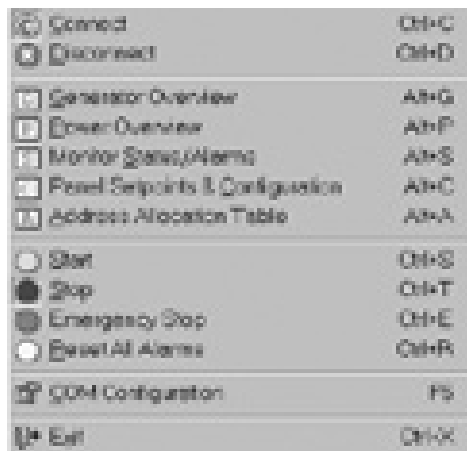 Connect Ctrl+C
Disconnect Ctrl+D
Generator Overview Alt+G
Power Overview Alt+P
Monitor Status/Alarms Alt+S
Panel Setpoints & Configuration Alt+C
Address Allocation Table Alt+A
Start Ctrl+S
Stop Ctrl+T
Emergency Stop Ctrl+E
Reset All Alarms Ctrl+R
COM Configuration F5
Exit Ctrl-X